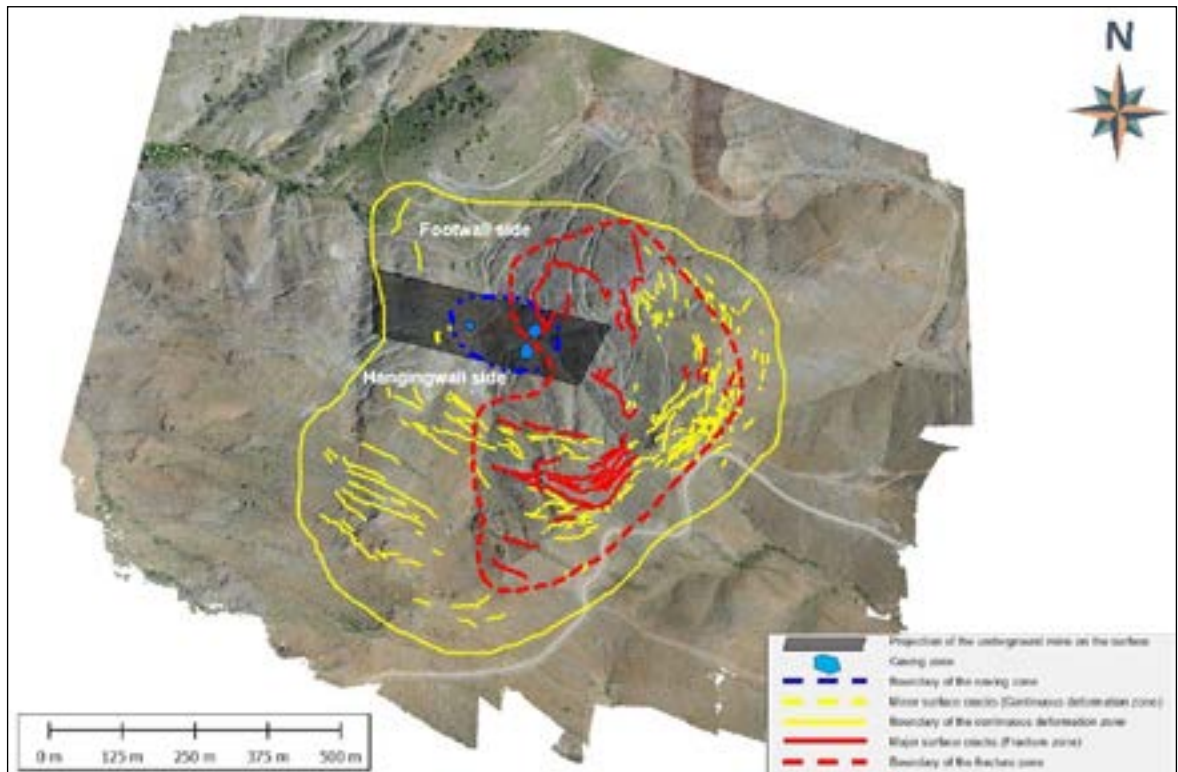 N
Footwall side
Hangingwall side
Projection of the underground mine on the surface
Caving zone
Boundary of the caving zone
Minor surface cracks (Continuous deformation zone)
Boundary of the continuous deformation zone
Major surface cracks (Fracture zone)
Boundary of the fracture zone
0 m 125 m 250 m 375 m 500 m